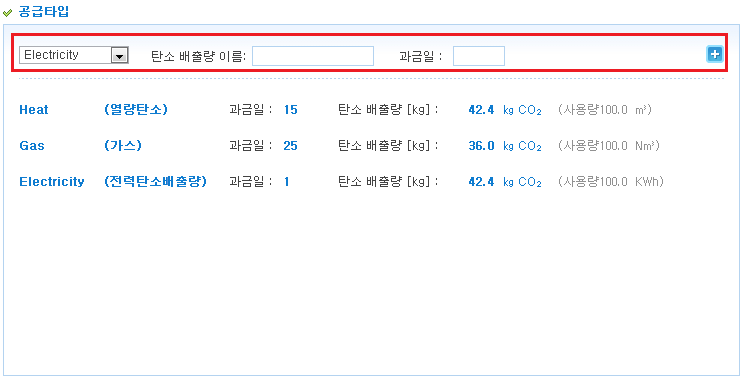 공급타입
Electricity 탄소 배출량 이름: 과금일 :
Heat (열량탄소) 과금일 : 15 탄소 배출량 [kg] : 42.4 kg CO₂ (사용량100.0 m³)
Gas (가스) 과금일 : 25 탄소 배출량 [kg] : 36.0 kg CO₂ (사용량100.0 Nm³)
Electricity (전력탄소배출량) 과금일 : 1 탄소 배출량 [kg] : 42.4 kg CO₂ (사용량100.0 KWh)